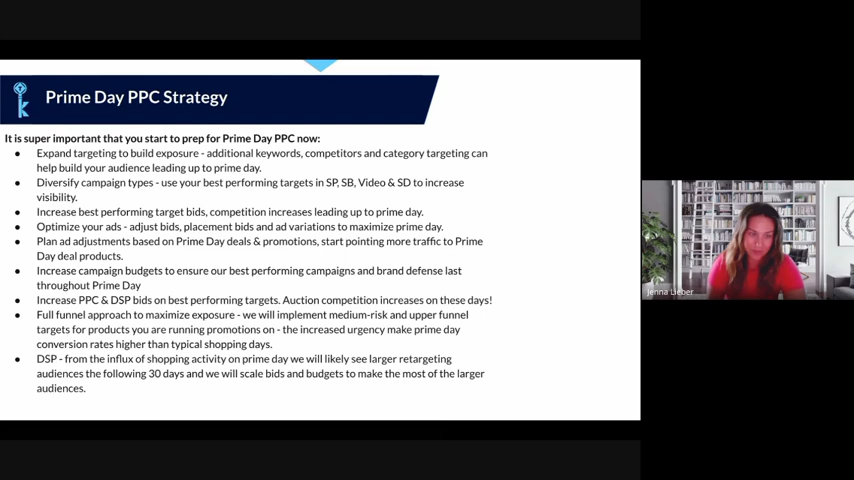 Prime Day PPC Strategy
It is super important that you start to prep for Prime Day PPC now:
● Expand targeting to build exposure - additional keywords, competitors and category targeting can
help build your audience leading up to prime day.
● Diversify campaign types - use your best performing targets in SP, SB, Video & SD to increase
visibility.
● Increase best performing target bids, competition increases leading up to prime day.
● Optimize your ads - adjust bids, placement bids and ad variations to maximize prime day.
● Plan ad adjustments based on Prime Day deals & promotions, start pointing more traffic to Prime
Day deal products.
● Increase campaign budgets to ensure our best performing campaigns and brand defense last
throughout Prime Day
● Increase PPC & DSP bids on best performing targets. Auction competition increases on these days!
● Full funnel approach to maximize exposure - we will implement medium-risk and upper funnel
targets for products you are running promotions on - the increased urgency make prime day
conversion rates higher than typical shopping days.
● DSP - from the influx of shopping activity on prime day we will likely see larger retargeting
audiences the following 30 days and we will scale bids and budgets to make the most of the larger
audiences.
Jenna Lieber